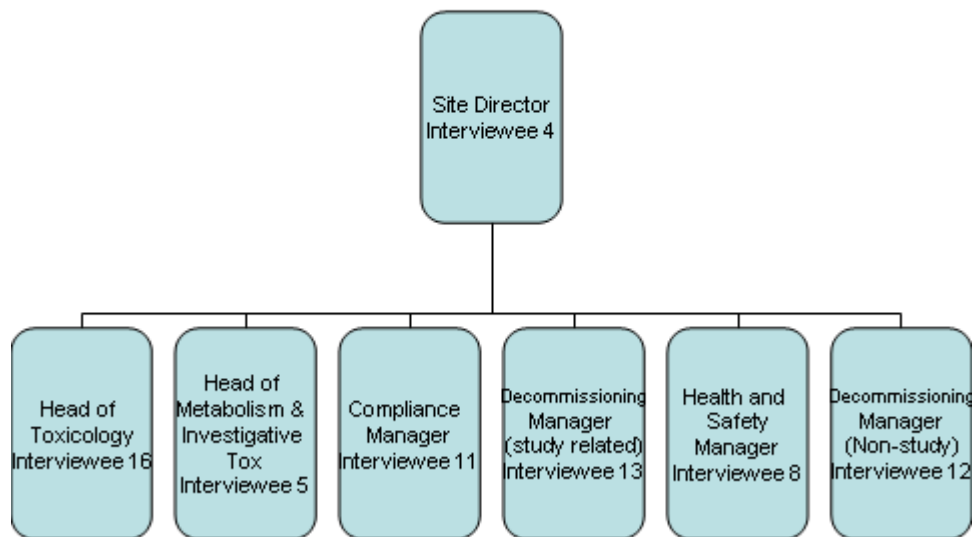 Site Director
Interviewee 4
Head of
Toxicology
Interviewee 16
Head of
Metabolism &
Investigative
Tox
Interviewee 5
Compliance
Manager
Interviewee 11
Decommissioning
Manager
(study related)
Interviewee 13
Health and
Safety
Manager
Interviewee 8
Decommissioning
Manager
(Non-study)
Interviewee 12